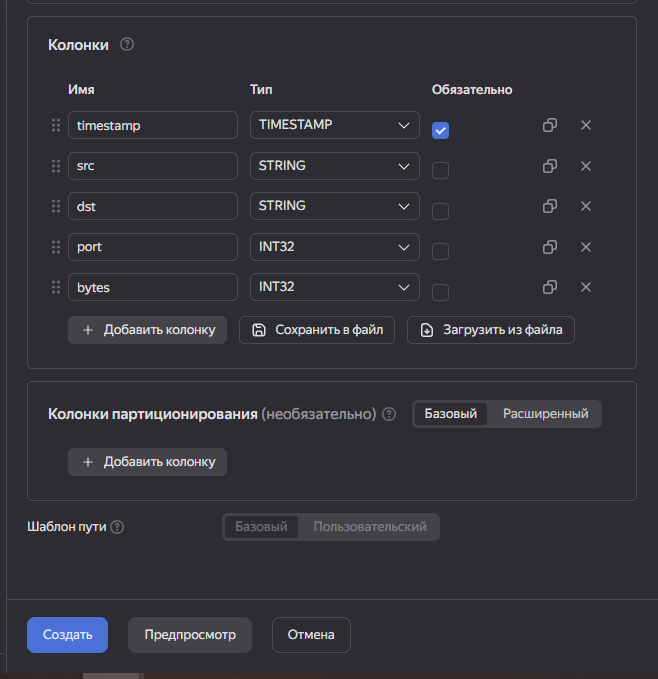 Колонки
Имя Тип Обязательно
timestamp TIMESTAMP
src STRING
dst STRING
port INT32
bytes INT32
+ Добавить колонку Сохранить в файл Загрузить из файла
Колонки партиционирования (необязательно) Базовый Расширенный
+ Добавить колонку
Шаблон пути Базовый Пользовательский
Создать Предпросмотр Отмена